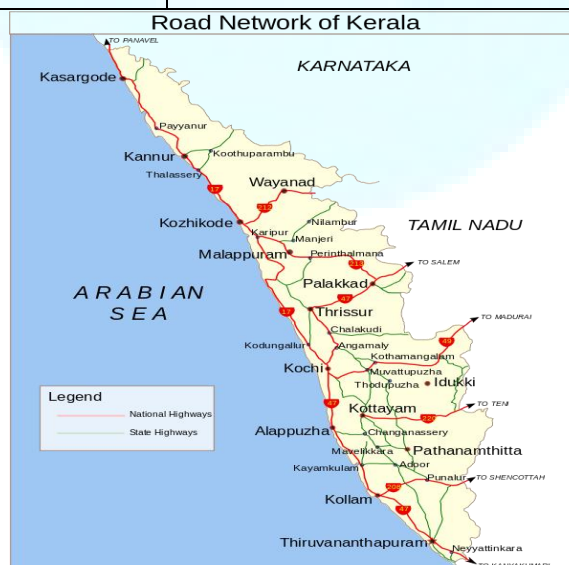 Road Network of Kerala
TO PANAVEL
KARNATAKA
Kasargode
Payyanur
Kannur
Koothuparambu
Thalassery
17
Wayanad
212
Kozhikode
Nilambur
TAMIL NADU
Karipur
Manjeri
Malappuram
Perinthalmana
213
TO SALEM
Palakkad
ARABIAN
SEA
47
17
Thrissur
TO MADURAI
Chalakudi
49
Kodungallur
Angamaly
Kothamangalam
Kochi
Muvattupuzha
Thodupuzha
Idukki
Legend
National Highways
State Highways
47
TO TENI
Kottayam
220
Alappuzha
Changanassery
Mavelikkara
Pathanamthitta
Kayamkulam
Adoor
Punalur
TO SHENCOTTAH
208
Kollam
47
Thiruvananthapuram
Neyyattinkara